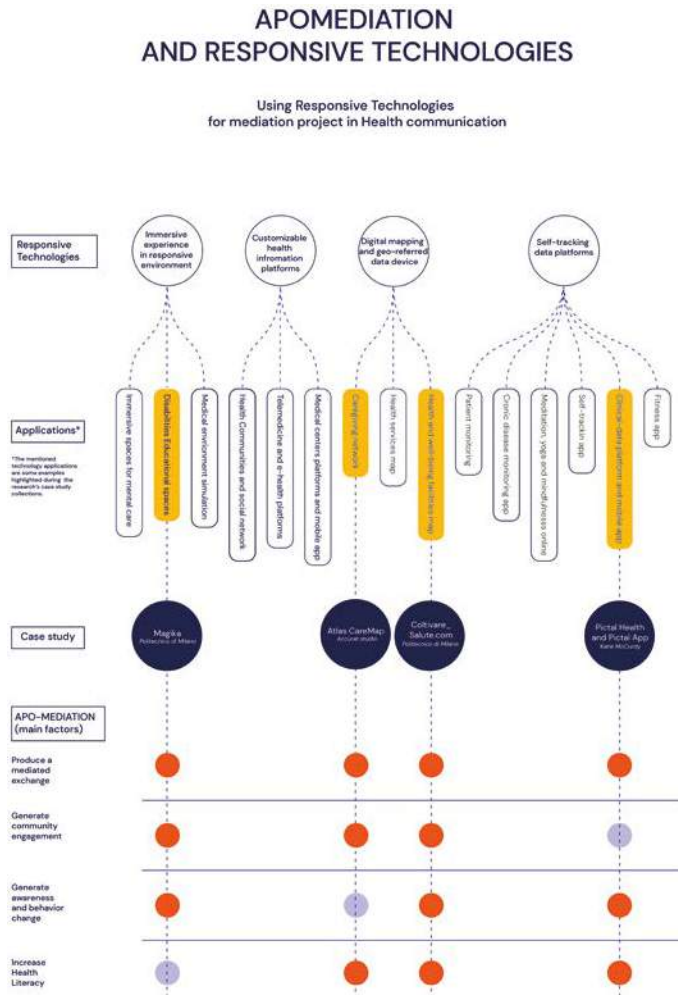 APOMEDIATION
AND RESPONSIVE TECHNOLOGIES
Using Responsive Technologies
for mediation project in Health communication
Responsive
Technologies
Immersive
experience
in responsive
environment
Customizable
health
infromation
platforms
Digital mapping
and geo-referred
data device
Self-tracking
data platforms
Applications*
*The mentioned
technology applications
are some examples
highlighted during the
research's case study
collections.
Immersive spaces for mental care
Disabilities Educational spaces
Medical environment simulation
Health Communities and social network
Telemedicine and e-health platforms
Medical centers platforms and mobile app
Caregiving network
Health services map
Health and well-being facilities map
Patient monitoring
Cronic disease monitoring app
Meditation, yoga and mindfulnesss online
Self-trackin app
Clinical-data platform and mobile app
Fitness app
Case study
Magika
Politecnico di Milano
Atlas CareMap
Accurat studio
Coltivare_
Salute.com
Politecnico di Milano
Pictal Health
and Pictal App
Katie McCurdy
APO-MEDIATION
(main factors)
Produce a
mediated
exchange
Generate
community
engagement
Generate
awareness
and behavior
change
Increase
Health
Literacy